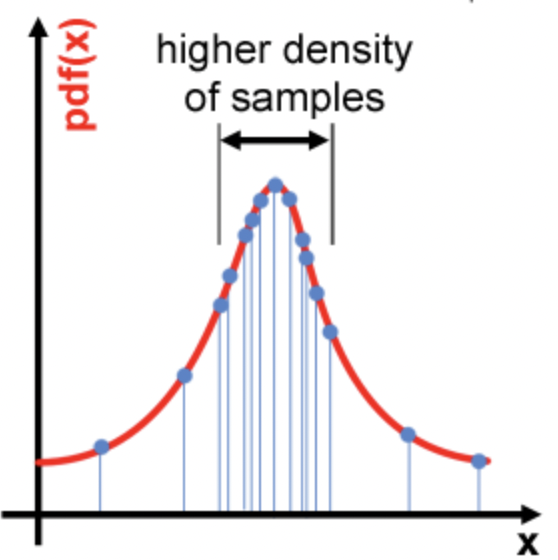 higher density
of samples
pdf(x)
x